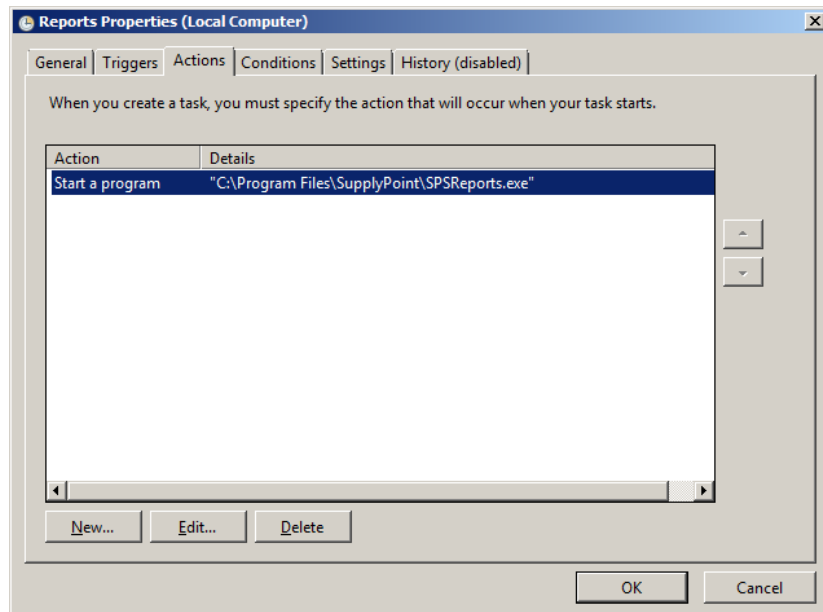 Reports Properties (Local Computer)
General Triggers Actions Conditions Settings History (disabled)
When you create a task, you must specify the action that will occur when your task starts.
Action Details
Start a program "C:\Program Files\SupplyPoint\SPSReports.exe"
New... Edit... Delete
OK Cancel